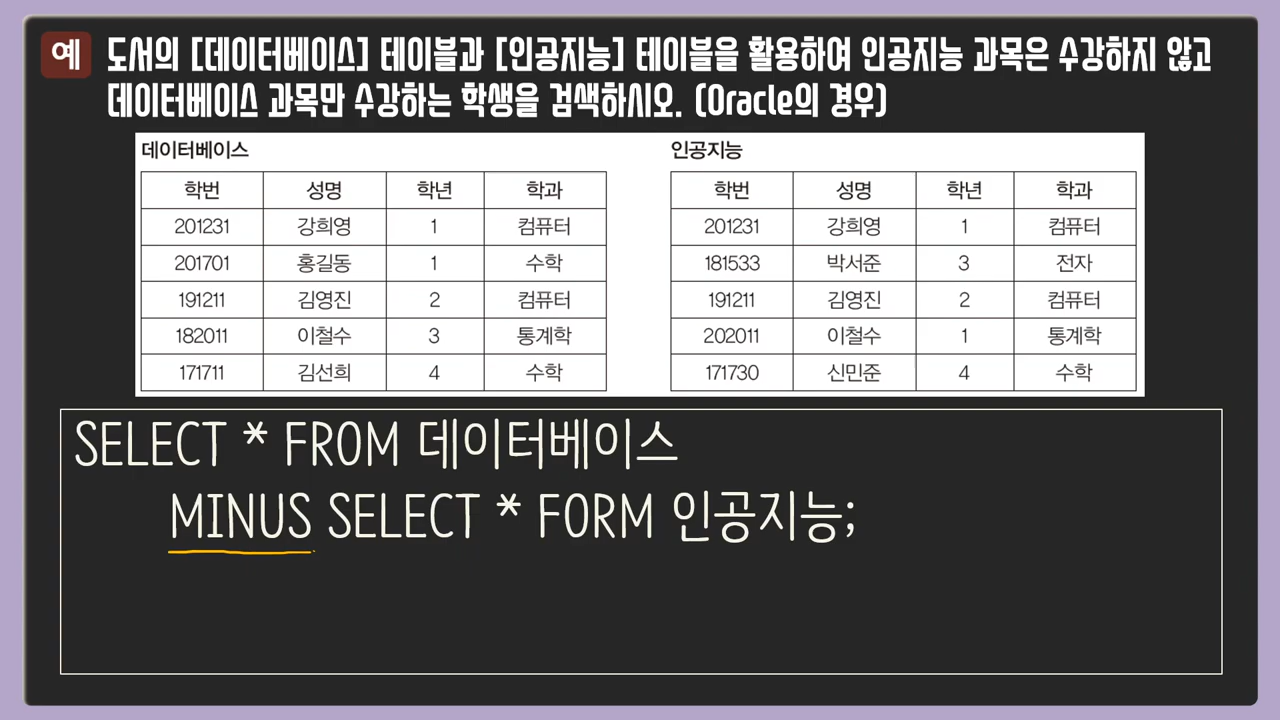 예 도서의 [데이터베이스] 테이블과 [인공지능] 테이블을 활용하여 인공지능 과목은 수강하지 않고
데이터베이스 과목만 수강하는 학생을 검색하시오. (Oracle의 경우)
데이터베이스
학번 성명 학년 학과
201231 강희영 1 컴퓨터
201701 홍길동 1 수학
191211 김영진 2 컴퓨터
182011 이철수 3 통계학
171711 김선희 4 수학
인공지능
학번 성명 학년 학과
201231 강희영 1 컴퓨터
181533 박서준 3 전자
191211 김영진 2 컴퓨터
202011 이철수 1 통계학
171730 신민준 4 수학
SELECT * FROM 데이터베이스
MINUS SELECT * FORM 인공지능;